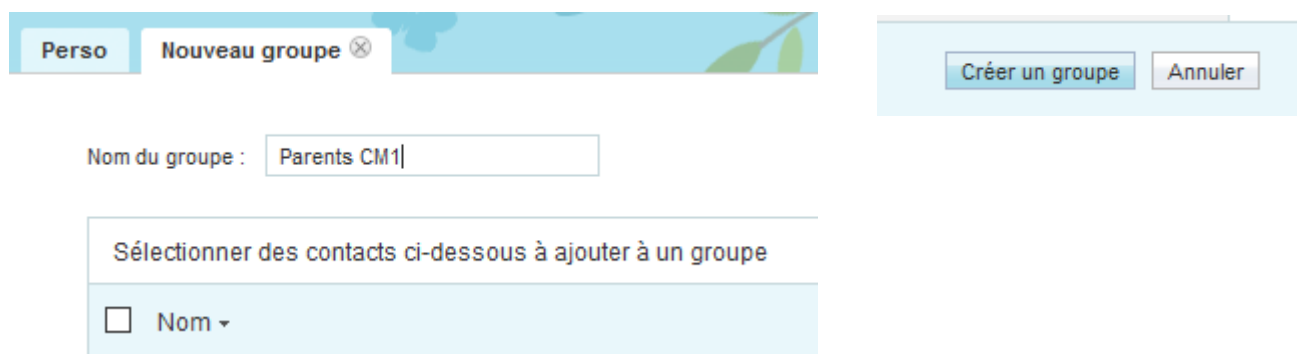 Perso
Nouveau groupe
Nom du groupe : Parents CM1
Sélectionner des contacts ci-dessous à ajouter à un groupe
Nom
Créer un groupe Annuler